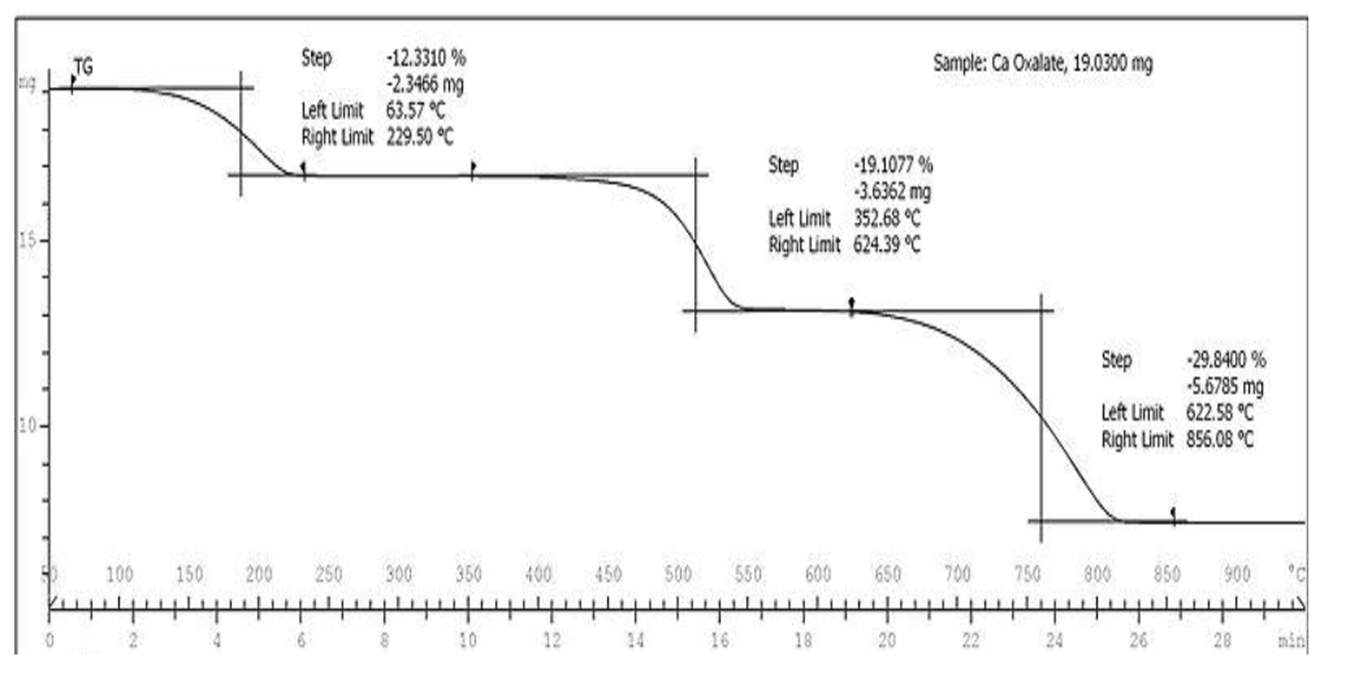 TG
mg
Step -12.3310 %
-2.3466 mg
Left Limit 63.57 °C
Right Limit 229.50 °C
Sample: Ca Oxalate, 19.0300 mg
Step -19.1077 %
-3.6362 mg
Left Limit 352.68 °C
Right Limit 624.39 °C
15
Step -29.8400 %
-5.6785 mg
Left Limit 622.58 °C
Right Limit 856.08 °C
10
50 100 150 200 250 300 350 400 450 500 550 600 650 700 750 800 850 900 °C
0 2 4 6 8 10 12 14 16 18 20 22 24 26 28 min